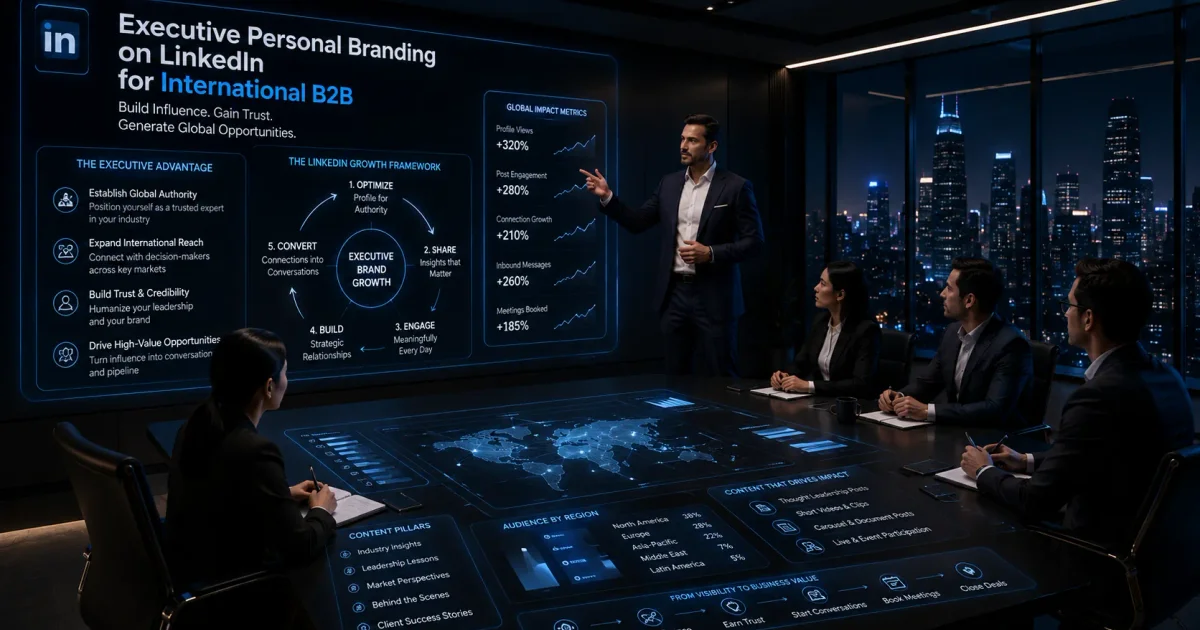 in
Executive Personal Branding
on LinkedIn
for International B2B
Build Influence. Gain Trust.
Generate Global Opportunities.
THE EXECUTIVE ADVANTAGE
Establish Global Authority
Position yourself as a trusted expert
in your industry
Expand International Reach
Connect with decision-makers
across key markets
Build Trust & Credibility
Humanize your leadership
and your brand
Drive High-Value Opportunities
Turn influence into conversation
and pipeline
THE LINKEDIN GROWTH FRAMEWORK
1. OPTIMIZE
Profile for
Authority
2. SHARE
Insights that
Matter
3. ENGAGE
Meaningfully
Every Day
4. BUILD
Strategic
Relationships
5. CONVERT
Connections into
Conversations
EXECUTIVE
BRAND
GROWTH
GLOBAL IMPACT METRICS
Profile Views
+320%
Post Engagement
+280%
Connection Growth
+210%
Inbound Messages
+260%
Meetings Booked
+185%
CONTENT PILLARS
Industry Insights
Leadership Lessons
Market Perspectives
Behind the Scenes
Client Success Stories
AUDIENCE BY REGION
North America 38%
Europe 28%
Asia-Pacific 22%
Middle East 7%
Latin America 5%
CONTENT THAT DRIVES IMPACT
Thought Leadership Posts
Short Videos & Clips
Carousel & Document Posts
Live & Event Participation
FROM VISIBILITY TO BUSINESS VALUE
Earn Trust
Start Conversations
Book Meetings
Close Deals